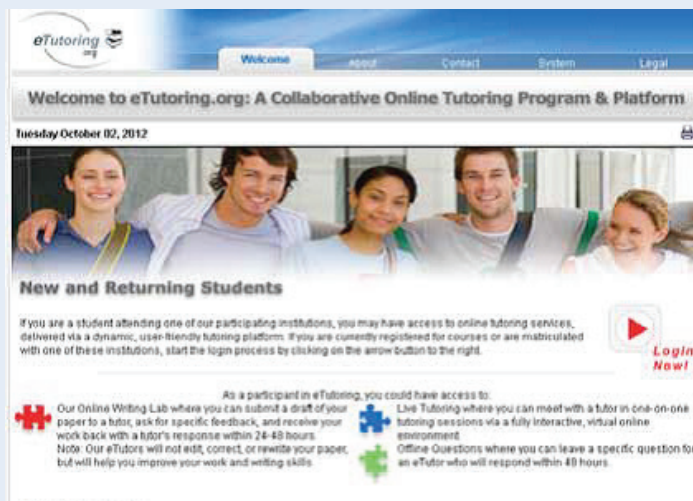 eTutoring
.org
Welcome About Contact System Legal
Welcome to eTutoring.org: A Collaborative Online Tutoring Program & Platform
Tuesday October 02, 2012
New and Returning Students
If you are a student attending one of our participating institutions, you may have access to online tutoring services,
delivered via a dynamic, user-friendly tutoring platform. If you are currently registered for courses or are matriculated
with one of these institutions, start the login process by clicking on the arrow button to the right.
Login
Now!
As a participant in eTutoring, you could have access to:
Our Online Writing Lab where you can submit a draft of your
paper to a tutor, ask for specific feedback, and receive your
work back with a tutor's response within 24-48 hours.
Note: Our eTutors will not edit, correct, or rewrite your paper,
but will help you improve your work and writing skills.
Live Tutoring where you can meet with a tutor in one-on-one
tutoring sessions via a fully interactive, virtual online
environment
Offline Questions where you can leave a specific question for
an eTutor who will respond within 48 hours.